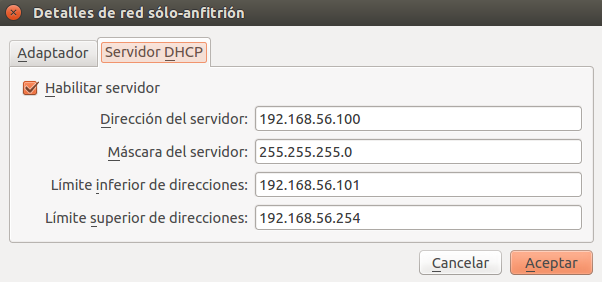 Detalles de red sólo-anfitrión
Adaptador Servidor DHCP
Habilitar servidor
Dirección del servidor: 192.168.56.100
Máscara del servidor: 255.255.255.0
Límite inferior de direcciones: 192.168.56.101
Límite superior de direcciones: 192.168.56.254
Cancelar Aceptar